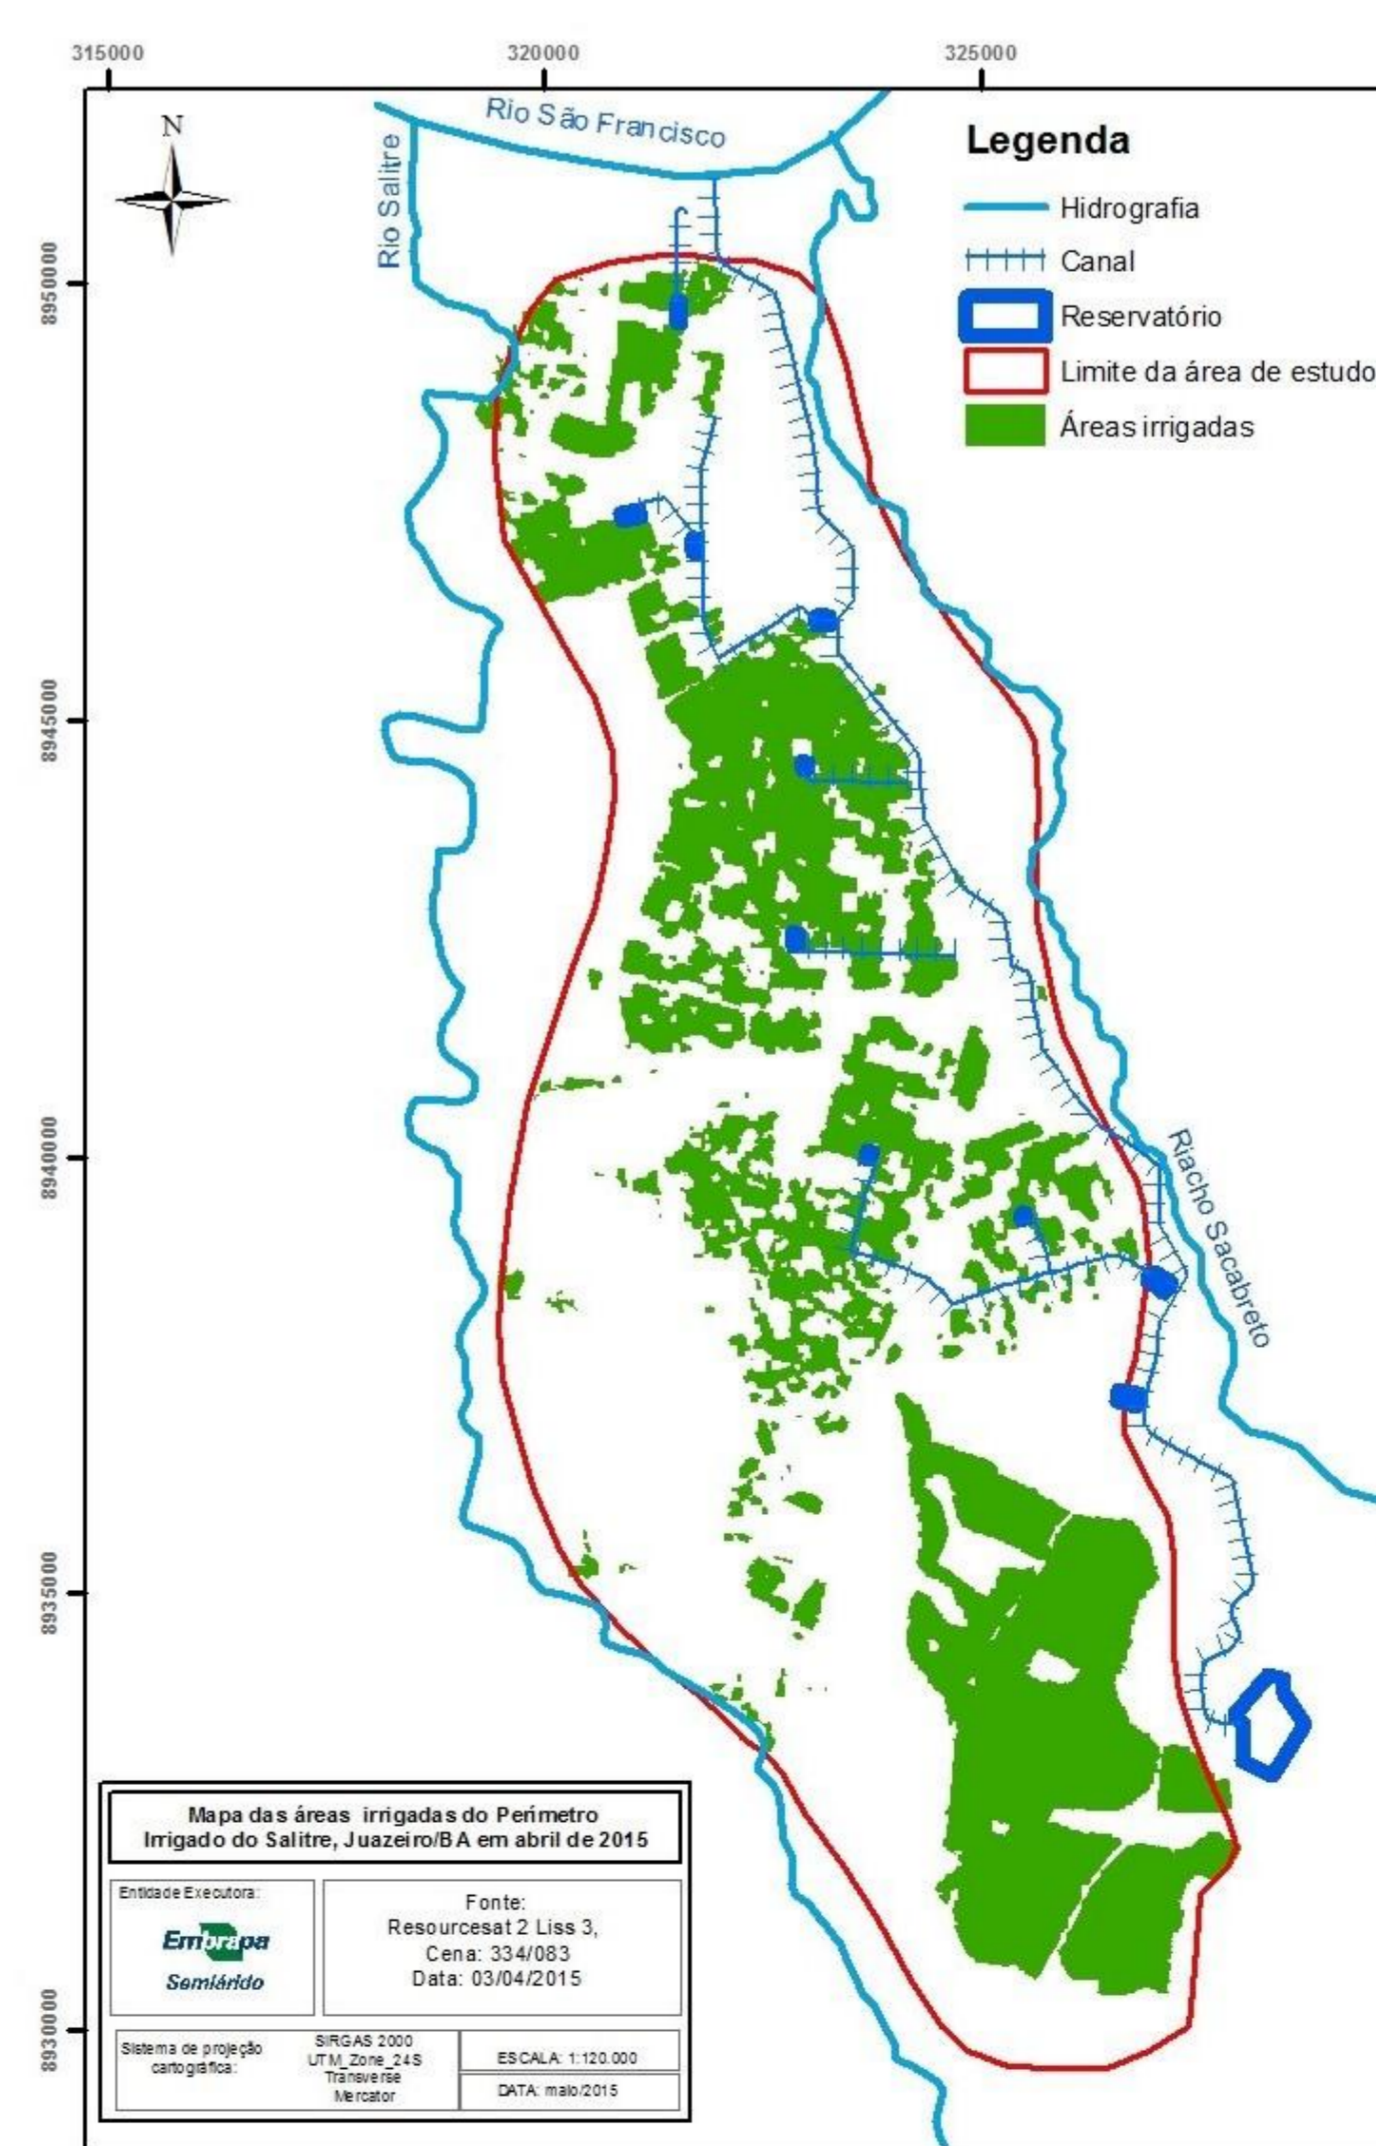 315000
320000
325000
N
Rio São Francisco
Rio Salitre
Legenda
Hidrografia
Canal
Reservatório
Limite da área de estudo
Áreas irrigadas
8950000
8945000
8940000
8935000
8930000
Riacho Sacabreto
Mapa das áreas irrigadas do Perímetro
Irrigado do Salitre, Juazeiro/BA em abril de 2015
Entidade Executora:
Embrapa
Semiárido
Fonte:
Resourcesat 2 Liss 3,
Cena: 334/083
Data: 03/04/2015
Sistema de projeção
cartográfica:
SIRGAS 2000
UTM_Zone_24S
Transverse
Mercator
ESCALA: 1:120.000
DATA: maio/2015